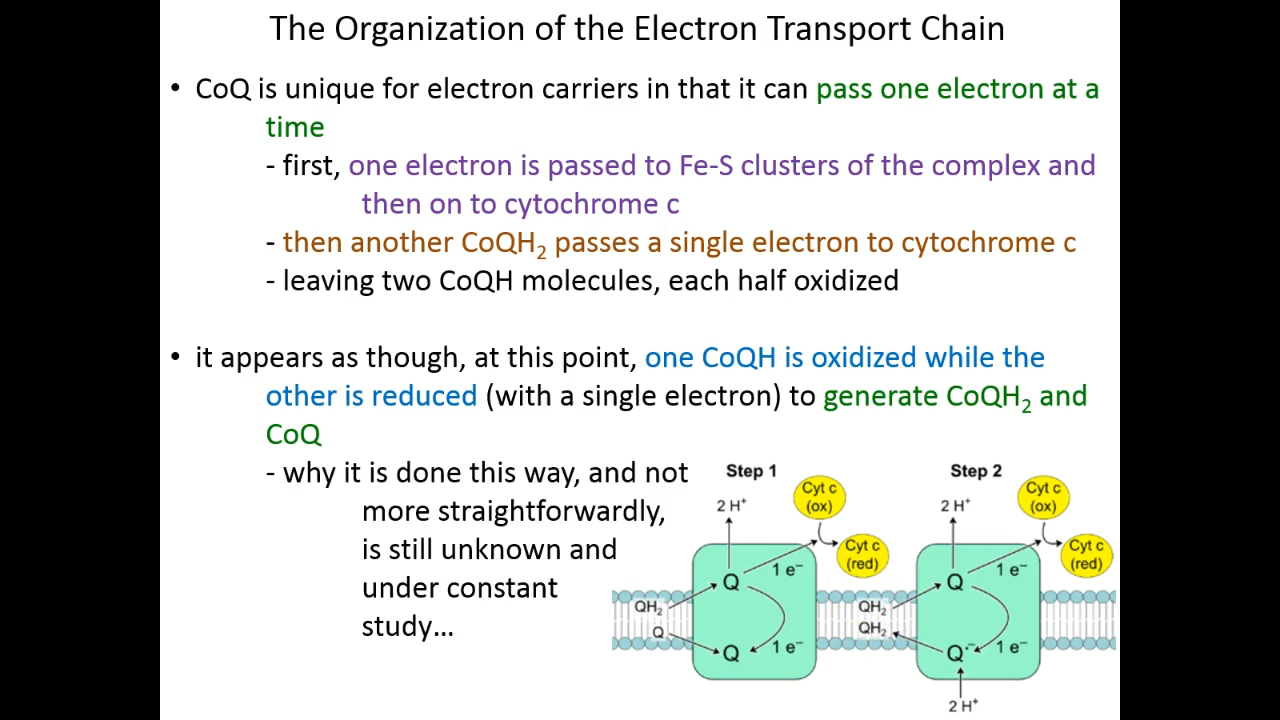 The Organization of the Electron Transport Chain
• CoQ is unique for electron carriers in that it can pass one electron at a
time
- first, one electron is passed to Fe-S clusters of the complex and
then on to cytochrome c
- then another CoQH₂ passes a single electron to cytochrome c
- leaving two CoQH molecules, each half oxidized
• it appears as though, at this point, one CoQH is oxidized while the
other is reduced (with a single electron) to generate CoQH₂ and
CoQ
- why it is done this way, and not
more straightforwardly,
is still unknown and
under constant
study...
Step 1
Cyt c
(ox)
2 H⁺
Cyt c
(red)
Q
1 e⁻
QH₂
Q
Q
1 e⁻
Step 2
Cyt c
(ox)
2 H⁺
Cyt c
(red)
Q
1 e⁻
QH₂
QH₂
Q·⁻
1 e⁻
2 H⁺